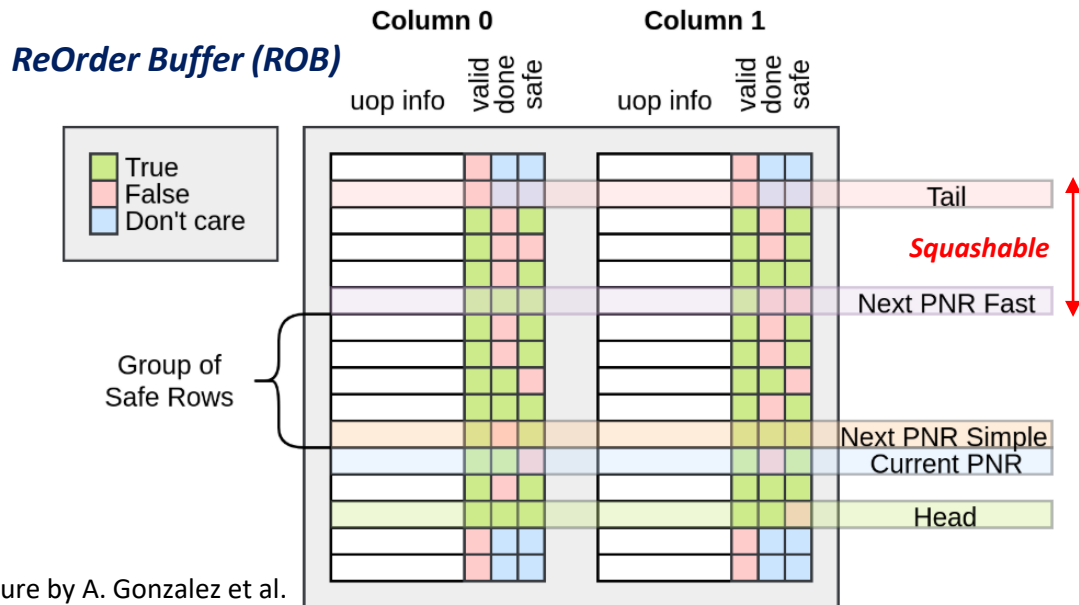 Column 0
Column 1
ReOrder Buffer (ROB)
uop info
valid
done
safe
uop info
valid
done
safe
True
False
Don't care
Tail
Squashable
Next PNR Fast
Group of
Safe Rows
Next PNR Simple
Current PNR
Head
ure by A. Gonzalez et al.